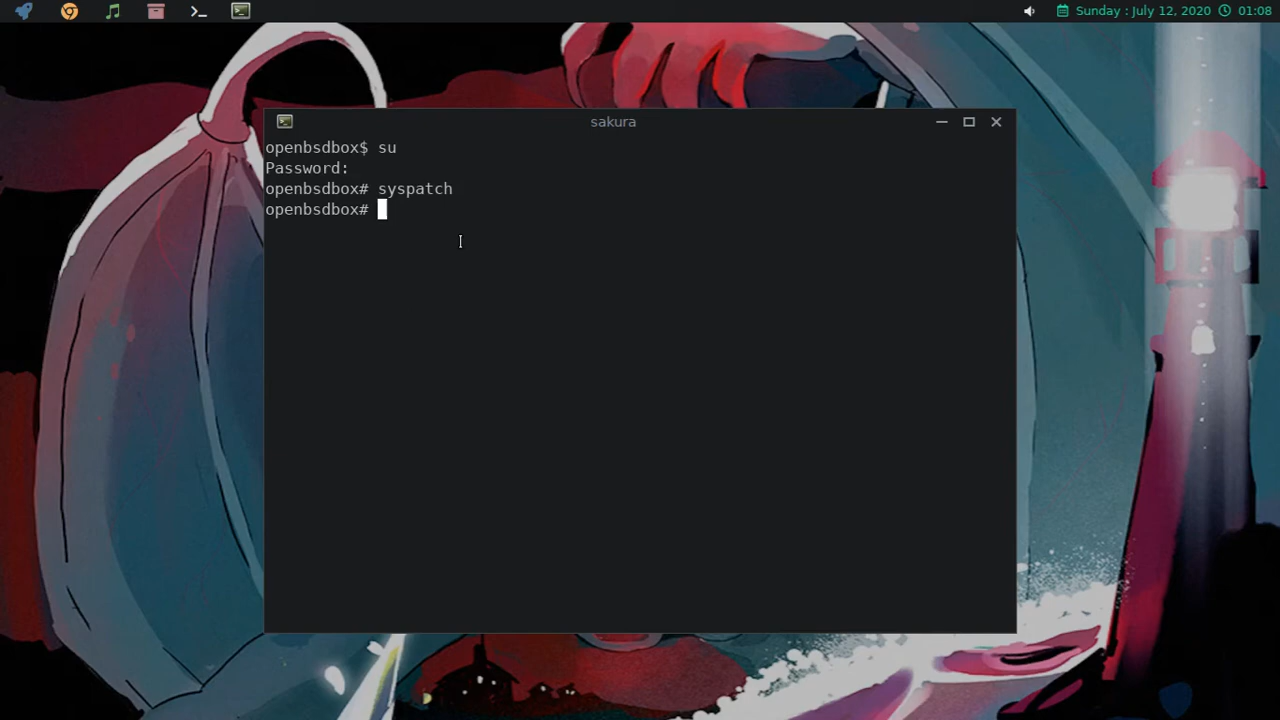 Sunday : July 12, 2020 01:08
sakura
openbsdbox$ su
Password:
openbsdbox# syspatch
openbsdbox#